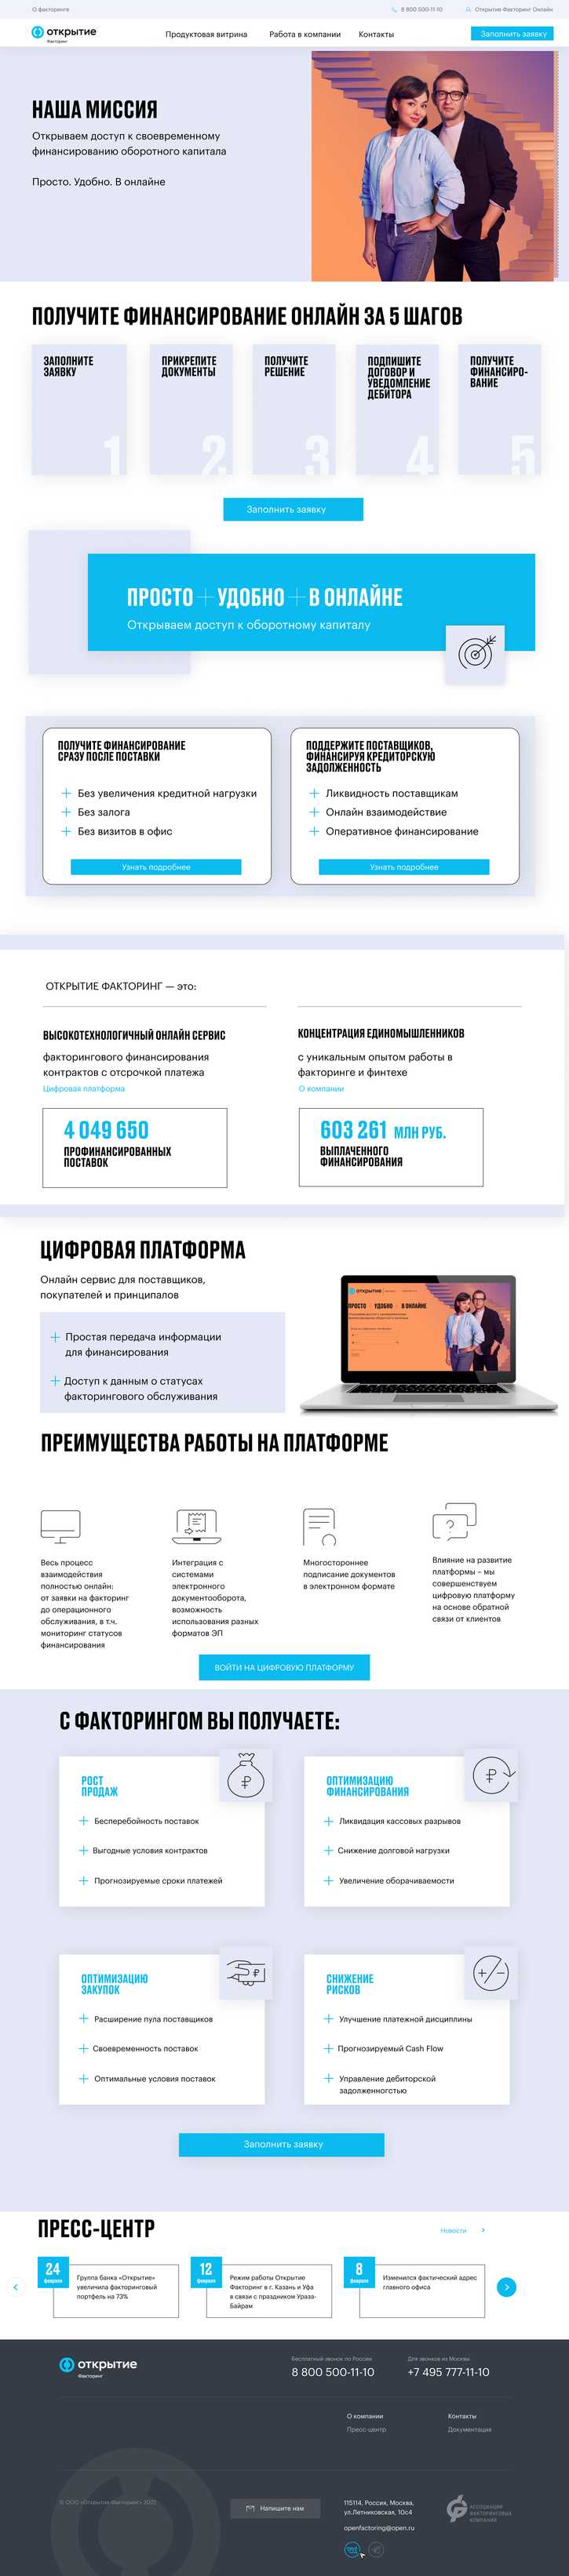 О факторинге
8 800 500-11-10
Открытие Факторинг Онлайн
открытие
Факторинг
Продуктовая витрина
Работа в компании
Контакты
Заполнить заявку
НАША МИССИЯ
Открываем доступ к своевременному
финансированию оборотного капитала
Просто. Удобно. В онлайне
ПОЛУЧИТЕ ФИНАНСИРОВАНИЕ ОНЛАЙН ЗА 5 ШАГОВ
ЗАПОЛНИТЕ
ЗАЯВКУ
1
ПРИКРЕПИТЕ
ДОКУМЕНТЫ
2
ПОЛУЧИТЕ
РЕШЕНИЕ
3
ПОДПИШИТЕ
ДОГОВОР И
УВЕДОМЛЕНИЕ
ДЕБИТОРА
4
ПОЛУЧИТЕ
ФИНАНСИРО-
ВАНИЕ
5
Заполнить заявку
ПРОСТО + УДОБНО + В ОНЛАЙНЕ
Открываем доступ к оборотному капиталу
ПОЛУЧИТЕ ФИНАНСИРОВАНИЕ
СРАЗУ ПОСЛЕ ПОСТАВКИ
Без увеличения кредитной нагрузки
Без залога
Без визитов в офис
Узнать подробнее
ПОДДЕРЖИТЕ ПОСТАВЩИКОВ,
ФИНАНСИРУЯ КРЕДИТОРСКУЮ
ЗАДОЛЖЕННОСТЬ
Ликвидность поставщикам
Онлайн взаимодействие
Оперативное финансирование
Узнать подробнее
ОТКРЫТИЕ ФАКТОРИНГ — это:
ВЫСОКОТЕХНОЛОГИЧНЫЙ ОНЛАЙН СЕРВИС
факторингового финансирования
контрактов с отсрочкой платежа
Цифровая платформа
4 049 650
ПРОФИНАНСИРОВАННЫХ
ПОСТАВОК
КОНЦЕНТРАЦИЯ ЕДИНОМЫШЛЕННИКОВ
с уникальным опытом работы в
факторинге и финтехе
О компании
603 261 МЛН РУБ.
ВЫПЛАЧЕННОГО
ФИНАНСИРОВАНИЯ
ЦИФРОВАЯ ПЛАТФОРМА
Онлайн сервис для поставщиков,
покупателей и принципалов
Простая передача информации
для финансирования
Доступ к данным о статусах
факторингового обслуживания
открытие
ПРОСТО УДОБНО В ОНЛАЙНЕ
ПРЕИМУЩЕСТВА РАБОТЫ НА ПЛАТФОРМЕ
Весь процесс
взаимодействия
полностью онлайн:
от заявки на факторинг
до операционного
обслуживания, в т.ч.
мониторинг статусов
финансирования
Интеграция с
системами
электронного
документооборота,
возможность
использования разных
форматов ЭП
Многостороннее
подписание документов
в электронном формате
Влияние на развитие
платформы – мы
совершенствуем
цифровую платформу
на основе обратной
связи от клиентов
ВОЙТИ НА ЦИФРОВУЮ ПЛАТФОРМУ
С ФАКТОРИНГОМ ВЫ ПОЛУЧАЕТЕ:
РОСТ
ПРОДАЖ
Бесперебойность поставок
Выгодные условия контрактов
Прогнозируемые сроки платежей
ОПТИМИЗАЦИЮ
ФИНАНСИРОВАНИЯ
Ликвидация кассовых разрывов
Снижение долговой нагрузки
Увеличение оборачиваемости
ОПТИМИЗАЦИЮ
ЗАКУПОК
Расширение пула поставщиков
Своевременность поставок
Оптимальные условия поставок
СНИЖЕНИЕ
РИСКОВ
Улучшение платежной дисциплины
Прогнозируемый Cash Flow
Управление дебиторской
задолженногстью
Заполнить заявку
ПРЕСС-ЦЕНТР
Новости
24
февраля
Группа банка «Открытие»
увеличила факторинговый
портфель на 73%
12
февраля
Режим работы Открытие
Факторинг в г. Казань и Уфа
в связи с праздником Ураза-
Байрам
8
февраля
Изменился фактический адрес
главного офиса
открытие
Факторинг
Бесплатный звонок по России
8 800 500-11-10
Для звонков из Москвы
+7 495 777-11-10
О компании
Контакты
Пресс-центр
Документация
© ООО «Открытие Факторинг» 2022
Напишите нам
115114, Россия, Москва,
ул.Летниковская, 10с4
openfactoring@open.ru
АССОЦИАЦИЯ
ФАКТОРИНГОВЫХ
КОМПАНИЙ